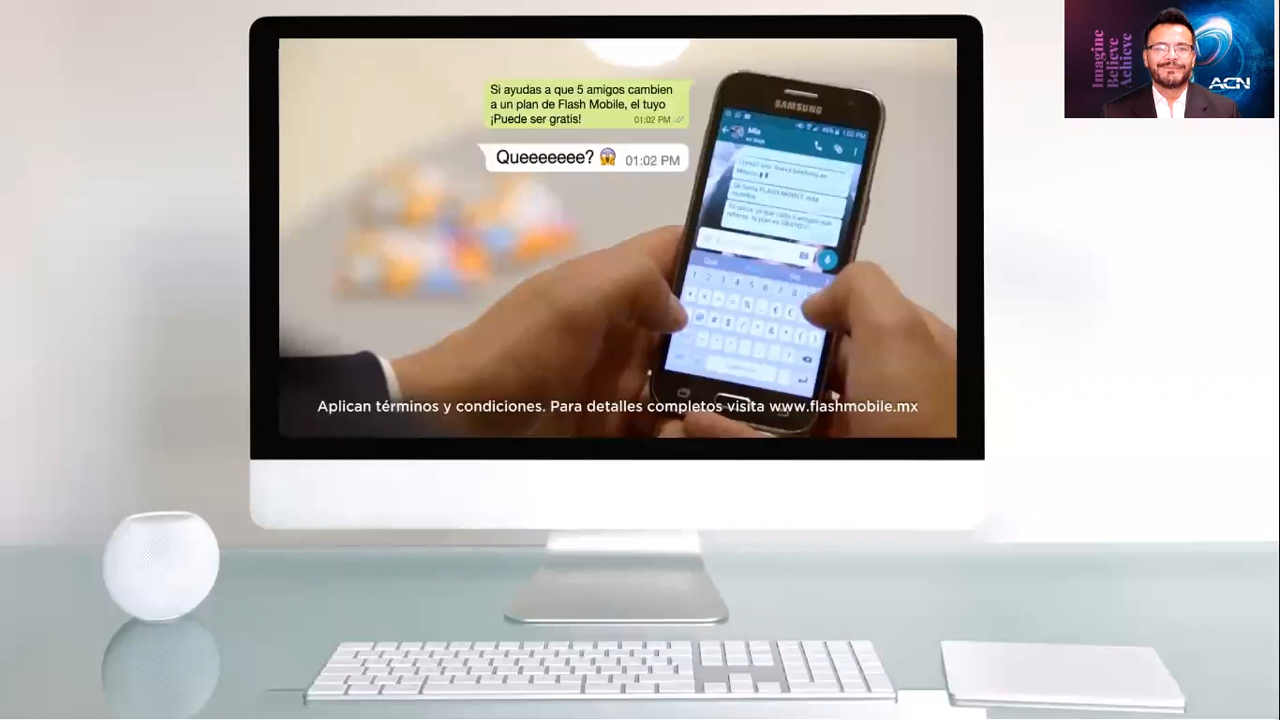 Si ayudas a que 5 amigos cambien
a un plan de Flash Mobile, el tuyo
¡Puede ser gratis!
01:02 PM
Queeeeeee? 😱 01:02 PM
SAMSUNG
Mia
Aplican términos y condiciones. Para detalles completos visita www.flashmobile.mx
Imagine
Believe
Achieve
ACN